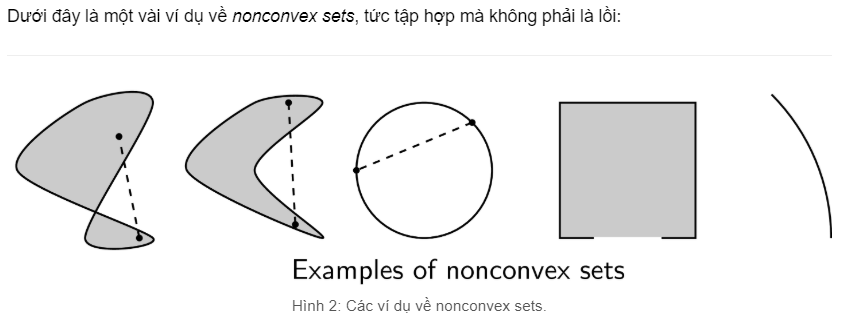 Dưới đây là một vài ví dụ về nonconvex sets, tức tập hợp mà không phải là lồi:
Examples of nonconvex sets
Hình 2: Các ví dụ về nonconvex sets.